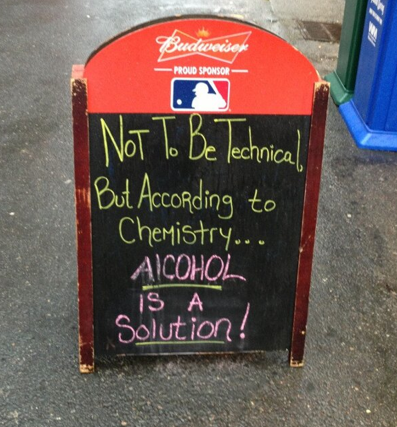 Budweiser
PROUD SPONSOR
Not To Be Technical,
But According to
Chemistry...
AlCOHOL
IS A
Solution!